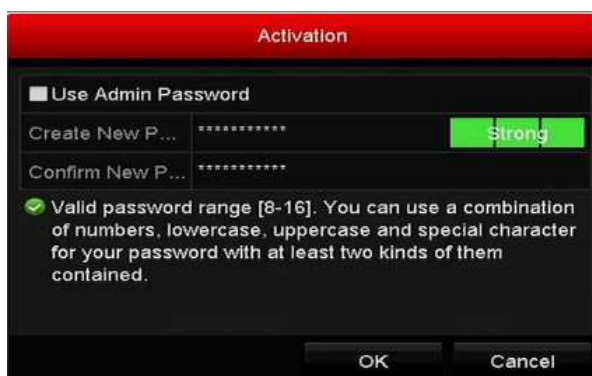 Activation
Use Admin Password
Create New P... *********** Strong
Confirm New P... ***********
Valid password range [8-16]. You can use a combination
of numbers, lowercase, uppercase and special character
for your password with at least two kinds of them
contained.
OK Cancel